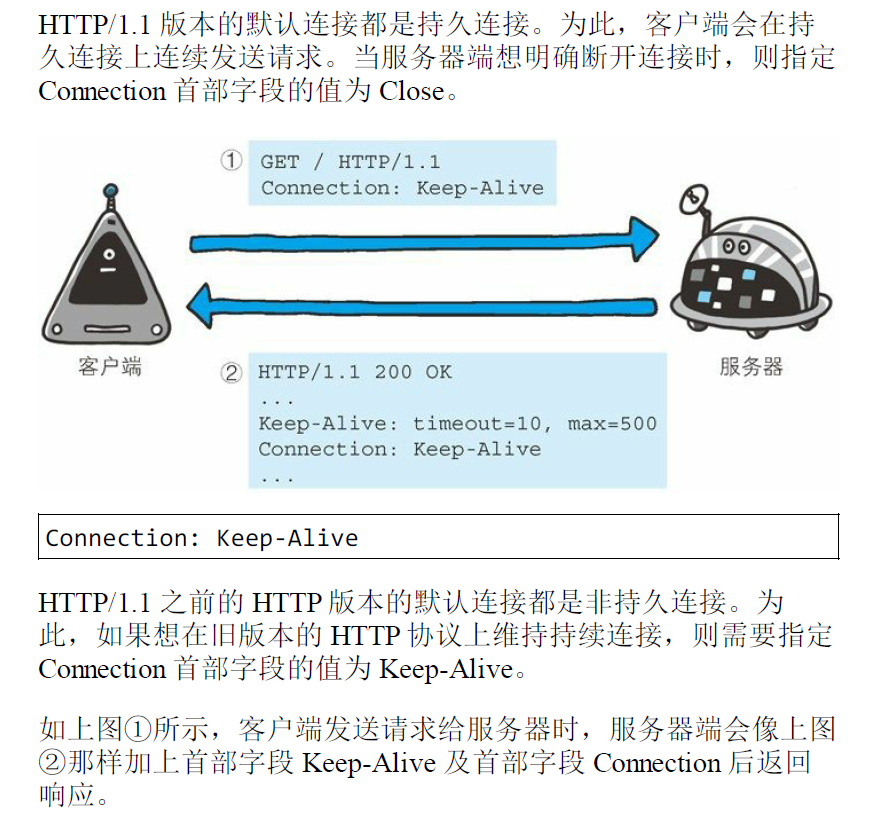 HTTP/1.1 版本的默认连接都是持久连接。为此，客户端会在持
久连接上连续发送请求。当服务器端想明确断开连接时，则指定
Connection 首部字段的值为 Close。
① GET / HTTP/1.1
Connection: Keep-Alive
客户端
服务器
② HTTP/1.1 200 OK
...
Keep-Alive: timeout=10, max=500
Connection: Keep-Alive
...
Connection: Keep-Alive
HTTP/1.1 之前的 HTTP 版本的默认连接都是非持久连接。为
此，如果想在旧版本的 HTTP 协议上维持持续连接，则需要指定
Connection 首部字段的值为 Keep-Alive。
如上图①所示，客户端发送请求给服务器时，服务器端会像上图
②那样加上首部字段 Keep-Alive 及首部字段 Connection 后返回
响应。